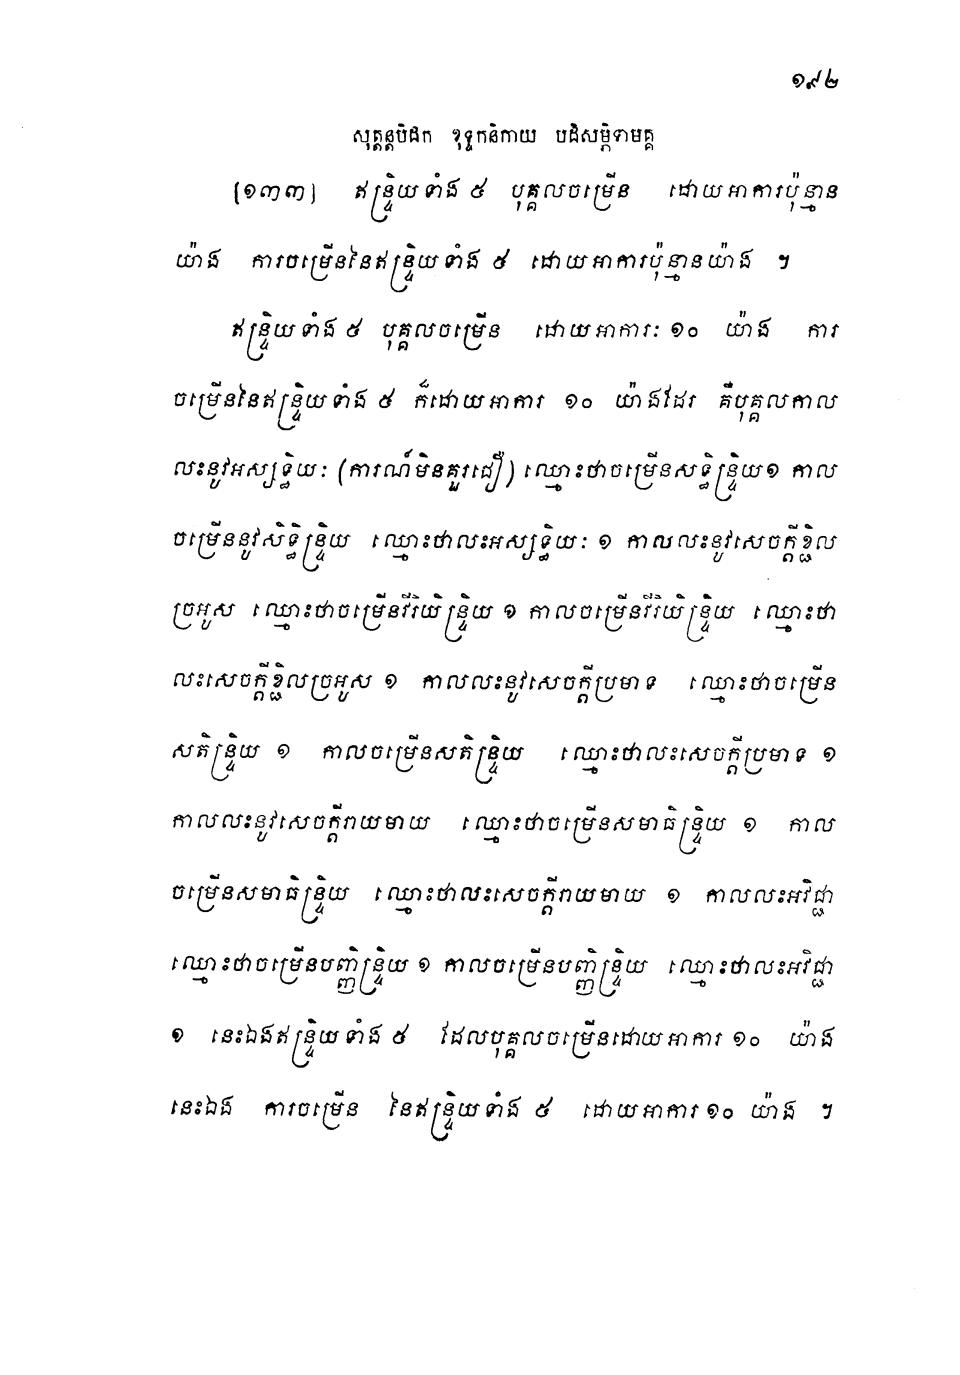 ១៩២
សុត្តន្តបិដក ខុទ្ទកនិកាយ បដិសម្ភិទាមគ្គ
[១៣៣] ឥន្ទ្រិយទាំង ៥ បុគ្គលចម្រើន ដោយអាការប៉ុន្មាន
យ៉ាង ការចម្រើននៃឥន្ទ្រិយទាំង ៥ ដោយអាការប៉ុន្មានយ៉ាង ។
ឥន្ទ្រិយទាំង ៥ បុគ្គលចម្រើន ដោយអាការៈ ១០ យ៉ាង ការ
ចម្រើននៃឥន្ទ្រិយទាំង ៥ ក៏ដោយអាការ ១០ យ៉ាងដែរ គឺបុគ្គលកាល
លះនូវអស្សទ្ធិយៈ (ការណ៍មិនគួរជឿ) ឈ្មោះថាចម្រើនសទ្ធិន្ទ្រិយ១ កាល
ចម្រើននូវសិទ្ធិន្ទ្រិយ ឈ្មោះថាលះអស្សទ្ធិយៈ ១ កាលលះនូវសេចក្តីខ្ជិល
ច្រអូស ឈ្មោះថាចម្រើនវីរិយិន្ទ្រិយ ១ កាលចម្រើនវីរិយិន្ទ្រិយ ឈ្មោះថា
លះសេចក្តីខ្ជិលច្រអូស ១ កាលលះនូវសេចក្តីប្រមាទ ឈ្មោះថាចម្រើន
សតិន្ទ្រិយ ១ កាលចម្រើនសតិន្ទ្រិយ ឈ្មោះថាលះសេចក្តីប្រមាទ ១
កាលលះនូវសេចក្តីរាយមាយ ឈ្មោះថាចម្រើនសមាធិន្ទ្រិយ ១ កាល
ចម្រើនសមាធិន្ទ្រិយ ឈ្មោះថាលះសេចក្តីរាយមាយ ១ កាលលះអវិជ្ជា
ឈ្មោះថាចម្រើនបញ្ញិន្ទ្រិយ ១ កាលចម្រើនបញ្ញិន្ទ្រិយ ឈ្មោះថាលះអវិជ្ជា
១ នេះឯងឥន្ទ្រិយទាំង ៥ ដែលបុគ្គលចម្រើនដោយអាការ ១០ យ៉ាង
នេះឯង ការចម្រើន នៃឥន្ទ្រិយទាំង ៥ ដោយអាការ ១០ យ៉ាង ។